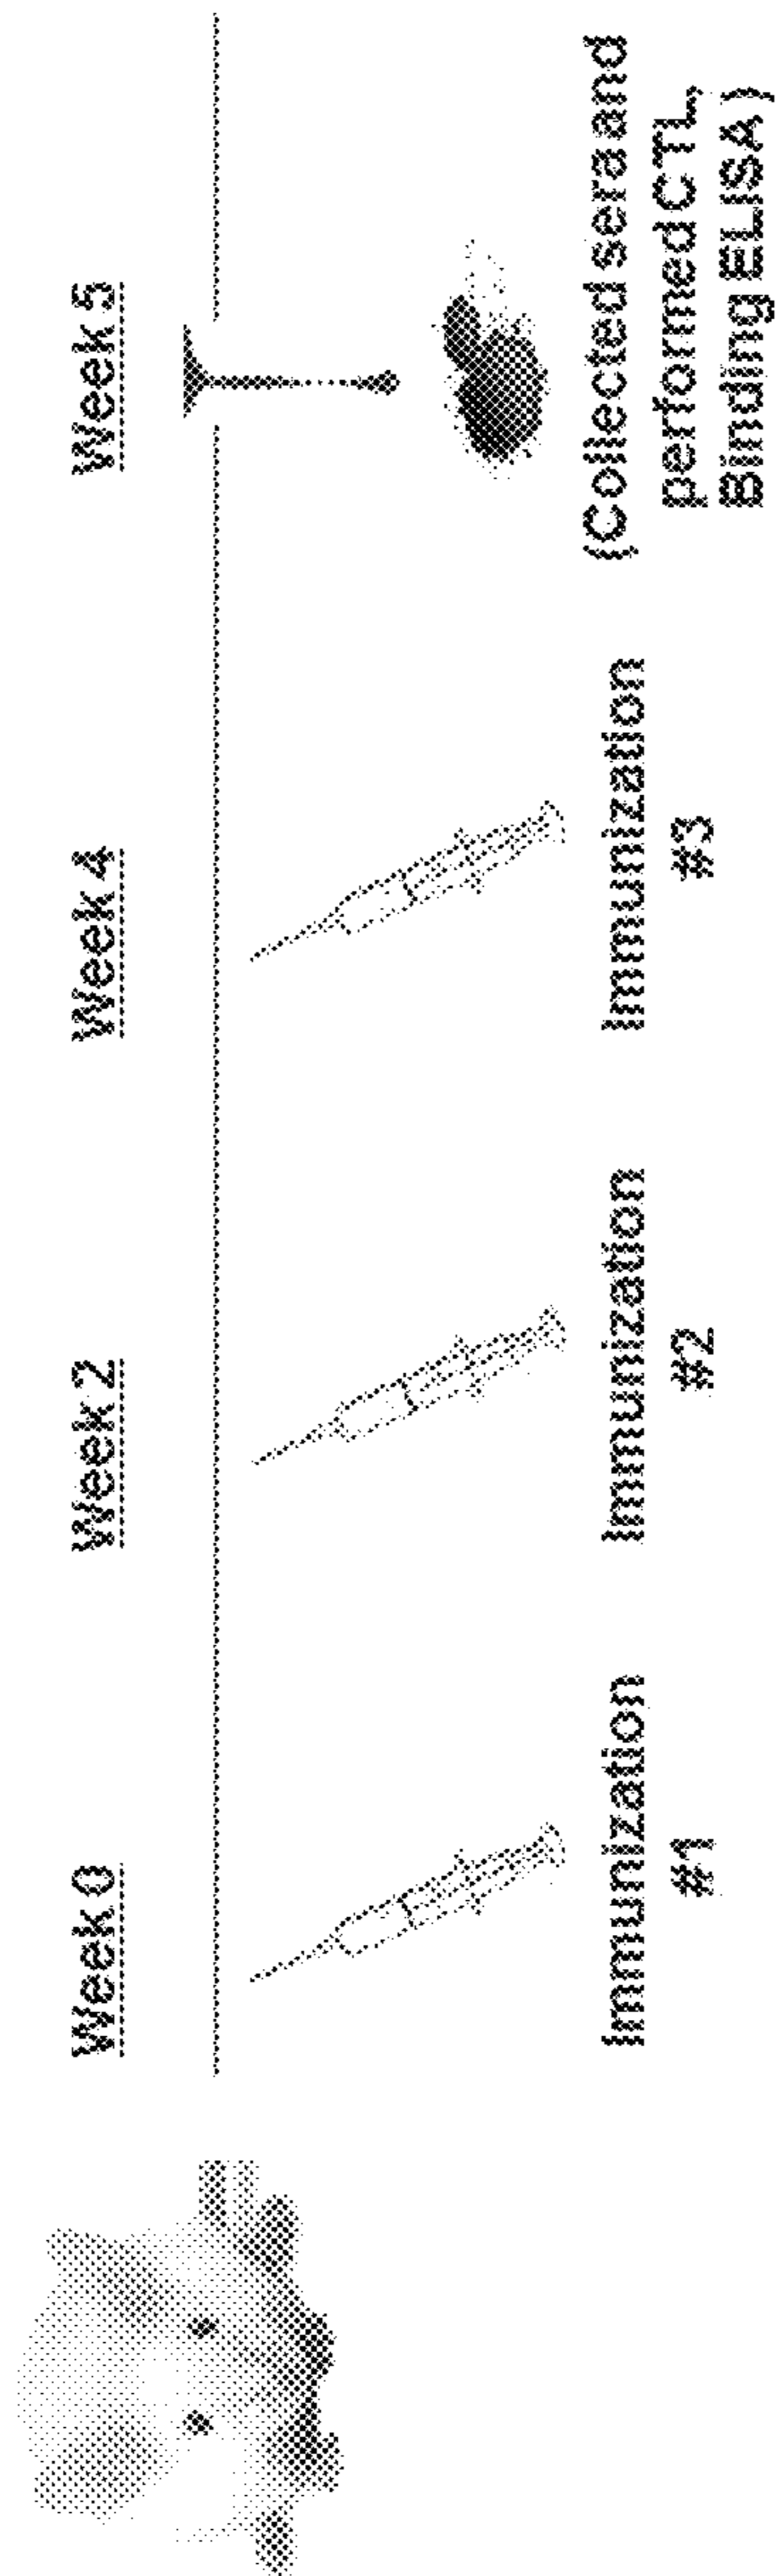 Week 0
Week 2
Week 4
Week 5
Immunization
#1
Immunization
#2
Immunization
#3
(Collected sera and
performed CTL,
Binding ELISA)